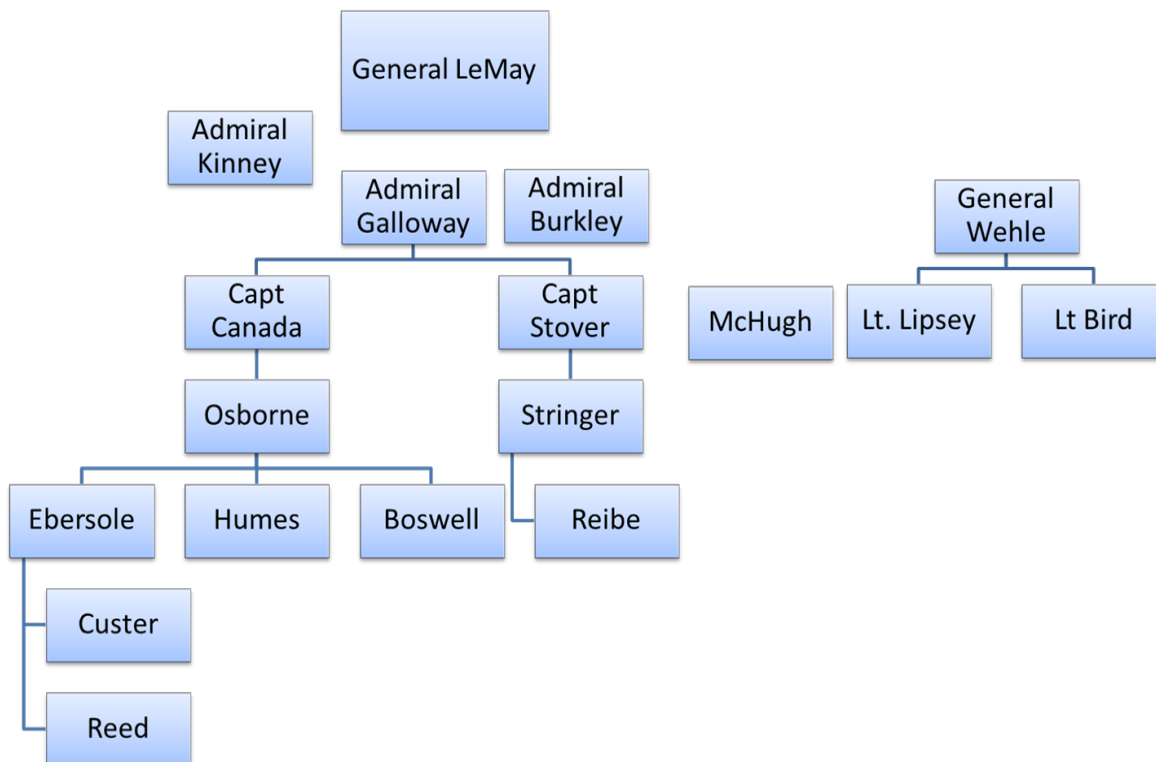 General LeMay
Admiral
Kinney
Admiral
Galloway
Admiral
Burkley
General
Wehle
Capt
Canada
Capt
Stover
McHugh
Lt. Lipsey
Lt Bird
Osborne
Stringer
Ebersole
Humes
Boswell
Reibe
Custer
Reed